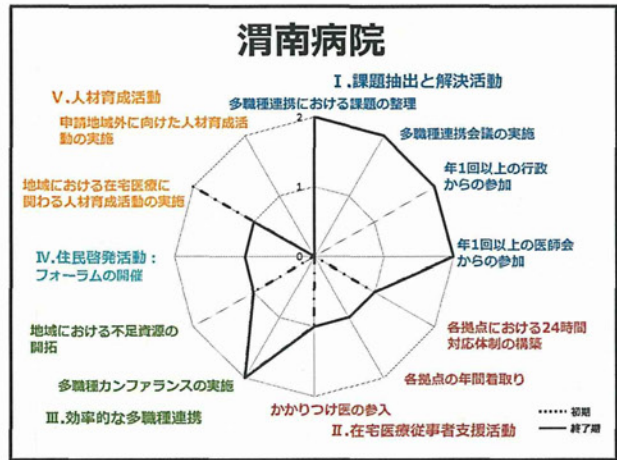 渭南病院
Ⅰ.課題抽出と解決活動
多職種連携における課題の整理
多職種連携会議の実施
年1回以上の行政
からの参加
年1回以上の医師会
からの参加
各拠点における24時間
対応体制の構築
各拠点の年間看取り
Ⅱ.在宅医療従事者支援活動
かかりつけ医の参入
Ⅲ.効率的な多職種連携
多職種カンファランスの実施
地域における不足資源の
開拓
Ⅳ.住民啓発活動：
フォーラムの開催
地域における在宅医療に
関わる人材育成活動の実施
Ⅴ.人材育成活動
申請地域外に向けた人材育成活
動の実施
2
1
0
初期
終了期